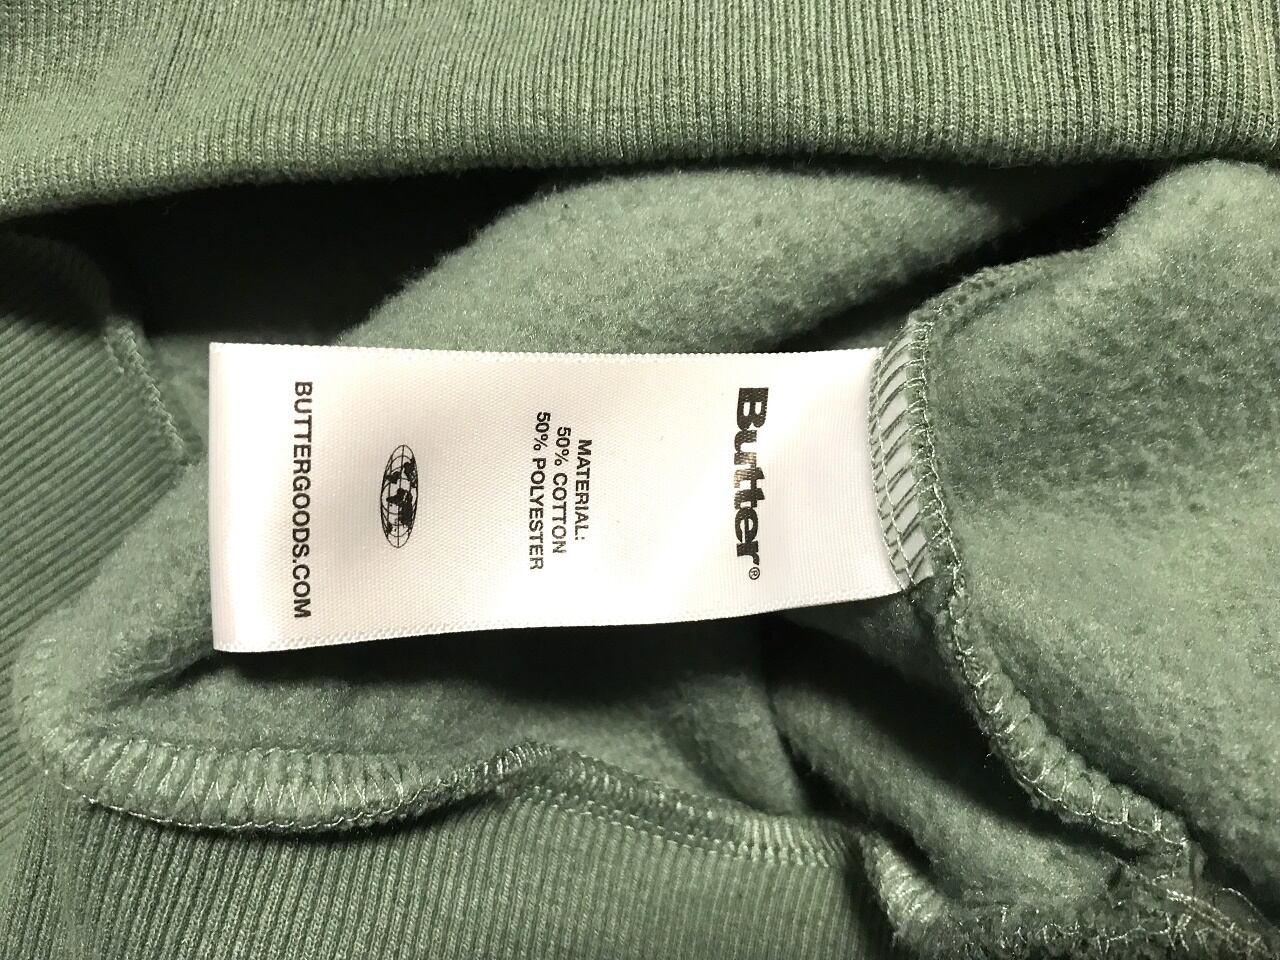 Butter®
MATERIAL:
50% COTTON
50% POLYESTER
BUTTERGOODS.COM